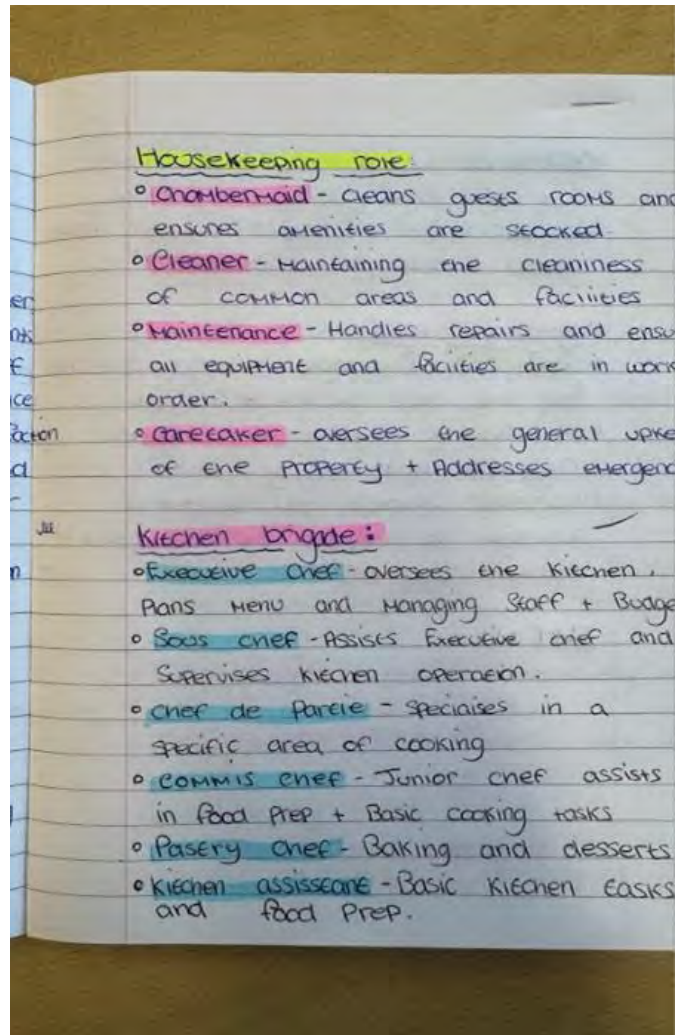 er
nts
f
ce
action
d
n
Housekeeping role:
° Chambermaid - cleans guests rooms and
ensures amenities are stocked
° Cleaner - Maintaining the cleaniness
of common areas and facilities
° Maintenance - Handles repairs and ensu
all equipment and facilities are in work
order.
° Caretaker - oversees the general upke
of the property + Addresses emergenc
Kitchen brigade:
° Executive chef - oversees the kitchen.
Plans Menu and Managing Staff + Budge
° Sous chef - Assists Executive chef and
Supervises kitchen operation.
° chef de Partie - specialises in a
specific area of cooking
° commis chef - Junior chef assists
in food Prep + Basic cooking tasks
° Pastry chef - Baking and desserts
° kitchen assisstant - Basic kitchen tasks
and food Prep.